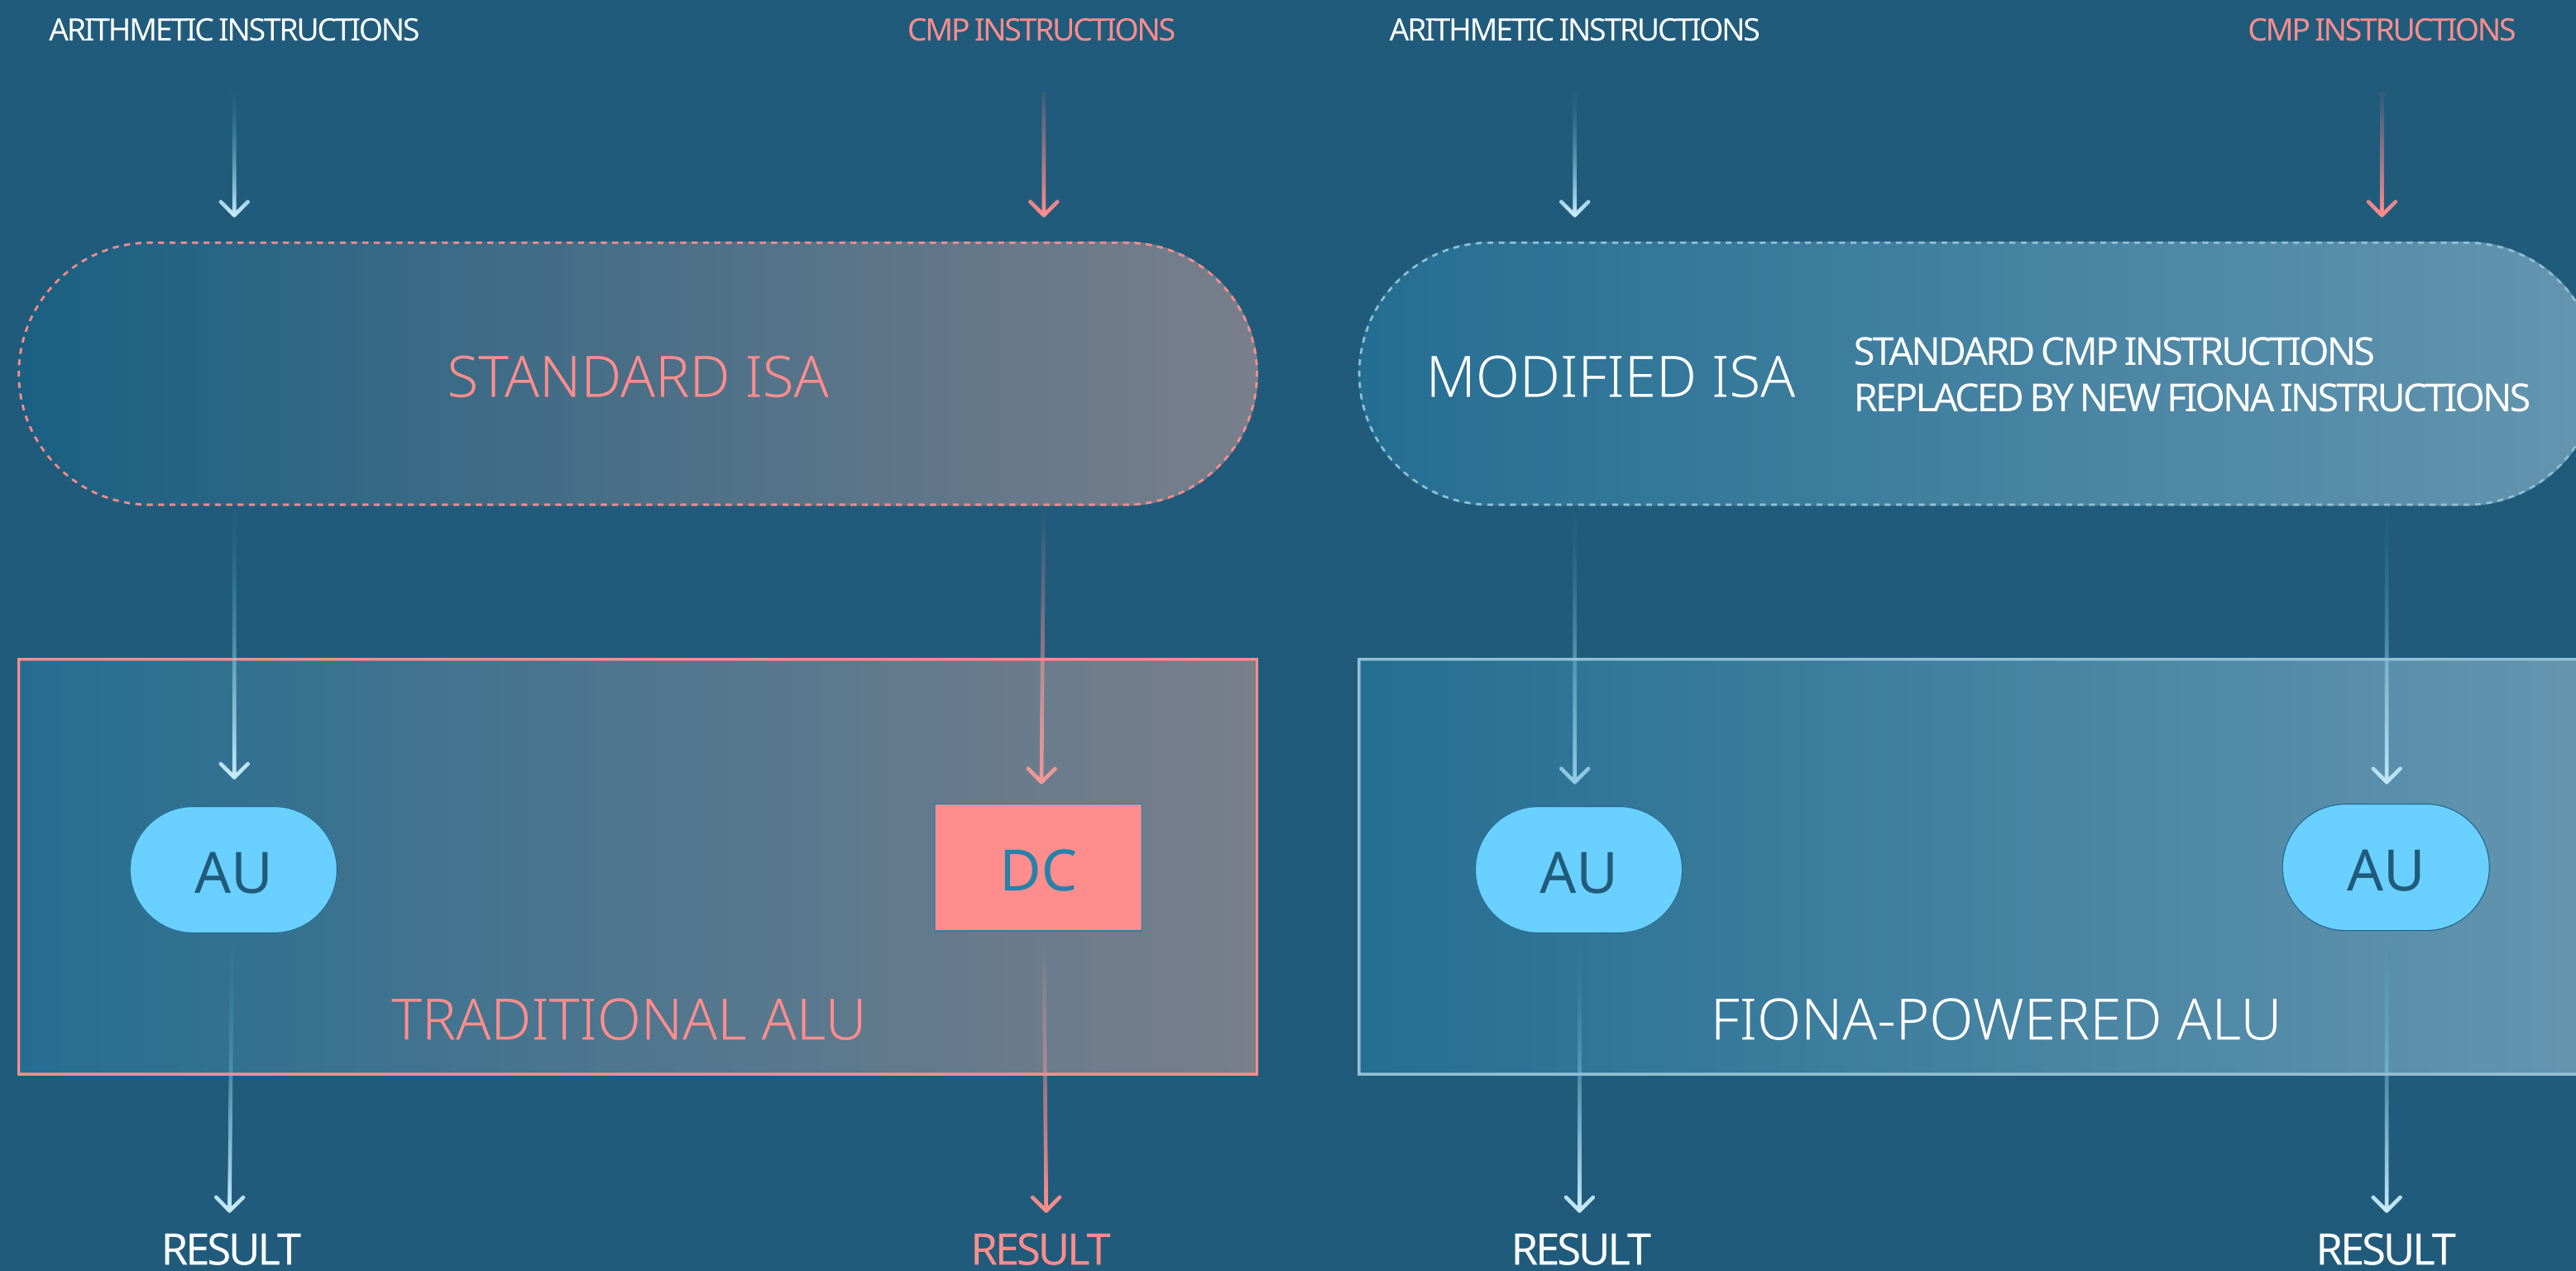 ARITHMETIC INSTRUCTIONS
CMP INSTRUCTIONS
ARITHMETIC INSTRUCTIONS
CMP INSTRUCTIONS
STANDARD ISA
MODIFIED ISA
STANDARD CMP INSTRUCTIONS
REPLACED BY NEW FIONA INSTRUCTIONS
AU
DC
AU
AU
TRADITIONAL ALU
FIONA-POWERED ALU
RESULT
RESULT
RESULT
RESULT